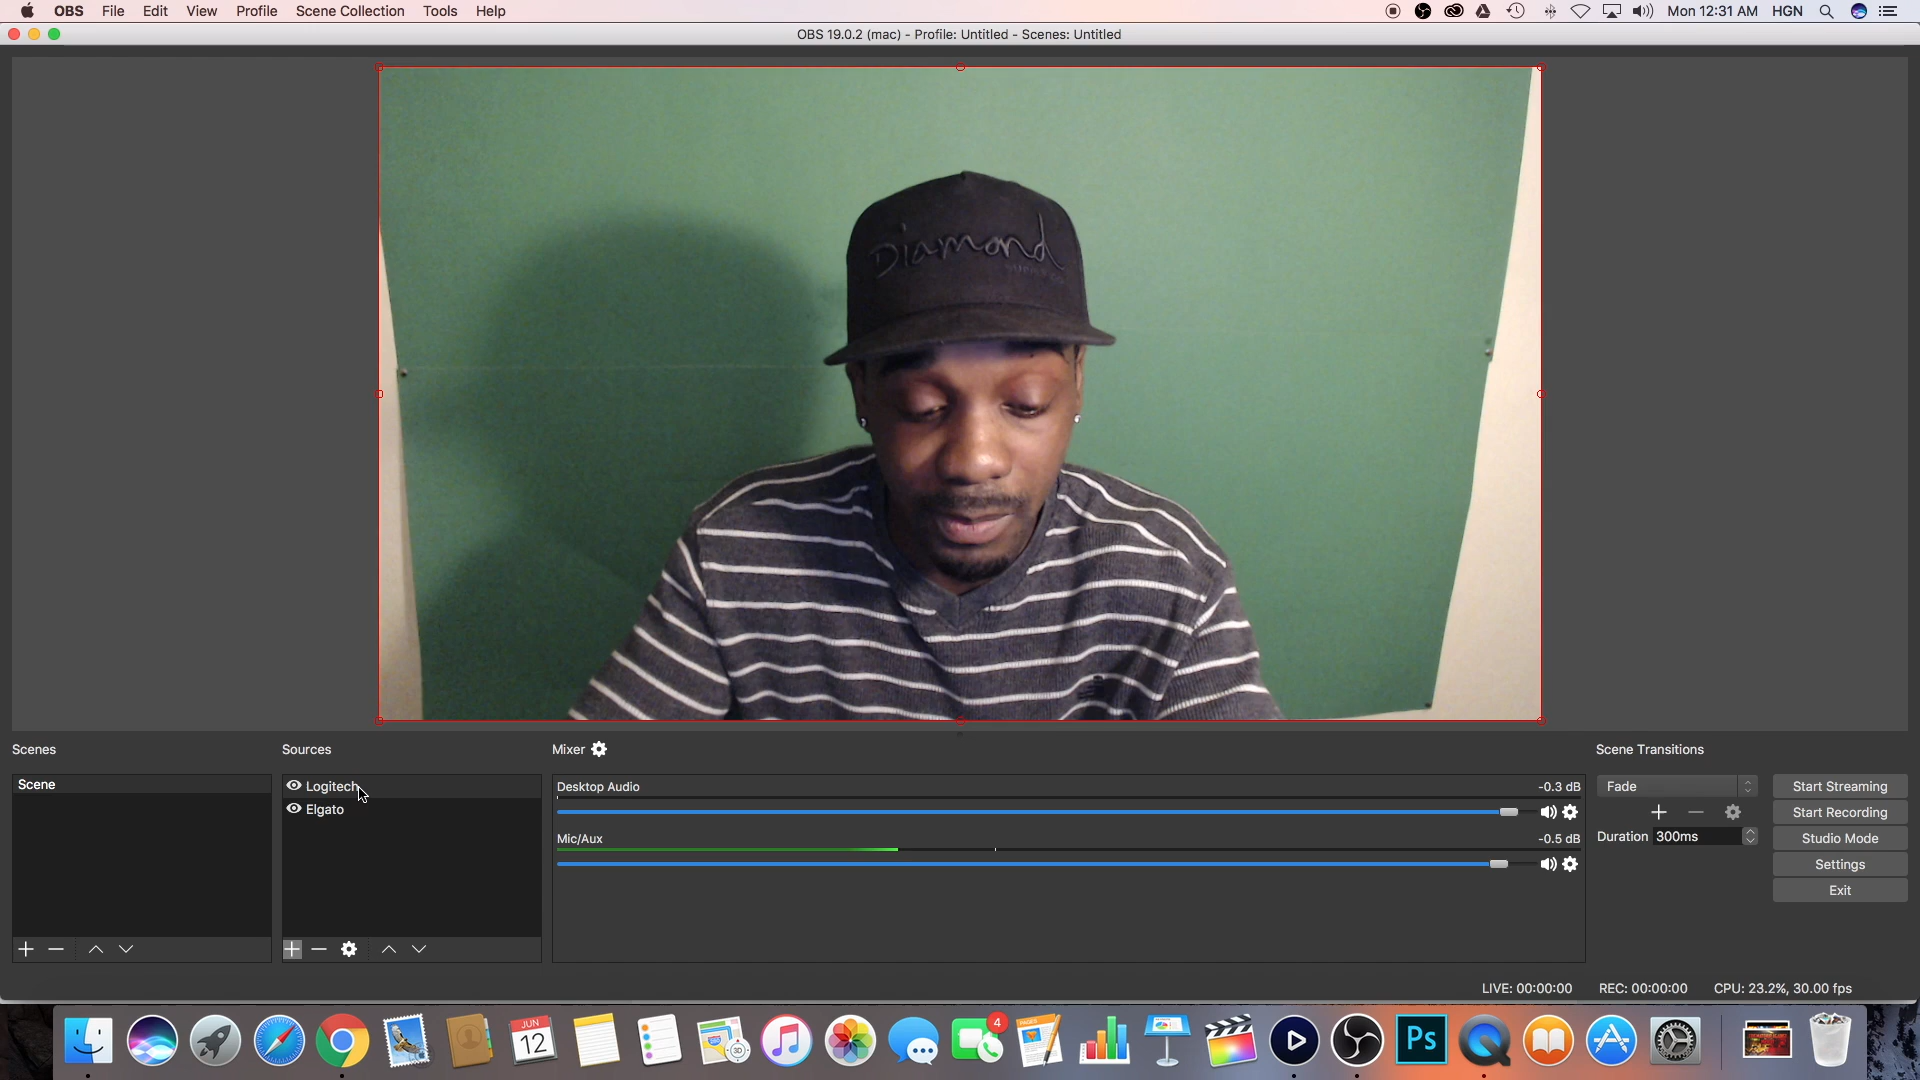 OBS File Edit View Profile Scene Collection Tools Help
Mon 12:31 AM HGN
OBS 19.0.2 (mac) - Profile: Untitled - Scenes: Untitled
Diamond
Scenes
Sources
Mixer
Scene Transitions
Scene
Logitech
Elgato
Desktop Audio -0.3 dB
Mic/Aux -0.5 dB
Fade
Duration 300ms
Start Streaming
Start Recording
Studio Mode
Settings
Exit
LIVE: 00:00:00 REC: 00:00:00 CPU: 23.2%, 30.00 fps
JUN
12
3D
4
PAGES
Ps